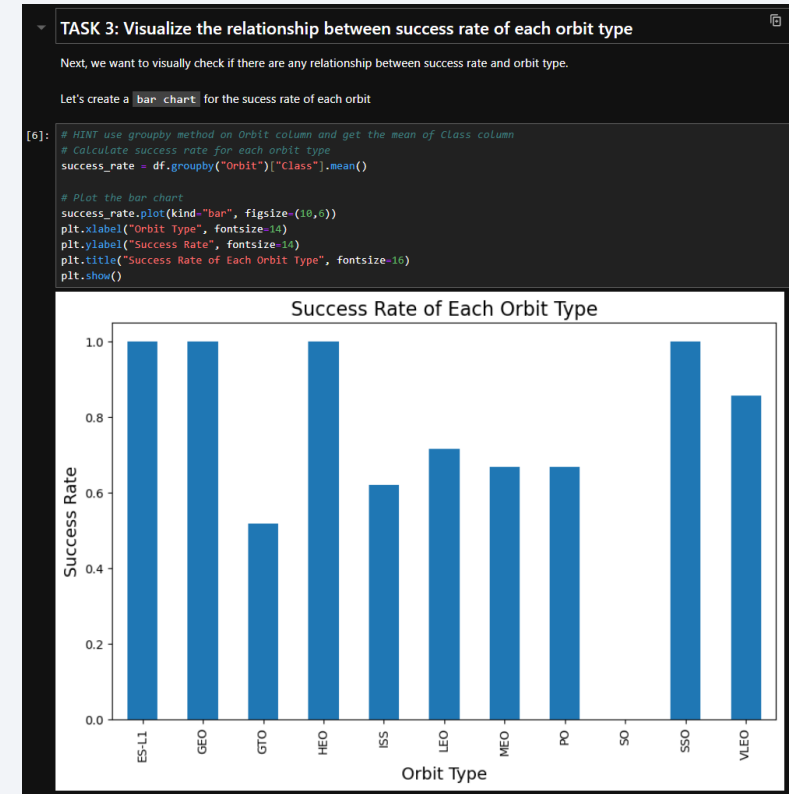 TASK 3: Visualize the relationship between success rate of each orbit type
Next, we want to visually check if there are any relationship between success rate and orbit type.
Let's create a bar chart for the sucess rate of each orbit
[6]:
# HINT use groupby method on Orbit column and get the mean of Class column
# Calculate success rate for each orbit type
success_rate = df.groupby("Orbit")["Class"].mean()
# Plot the bar chart
success_rate.plot(kind="bar", figsize=(10,6))
plt.xlabel("Orbit Type", fontsize=14)
plt.ylabel("Success Rate", fontsize=14)
plt.title("Success Rate of Each Orbit Type", fontsize=16)
plt.show()
Success Rate of Each Orbit Type
1.0
0.8
0.6
0.4
0.2
0.0
Success Rate
ES-L1
GEO
GTO
HEO
ISS
LEO
MEO
PO
SO
SSO
VLEO
Orbit Type